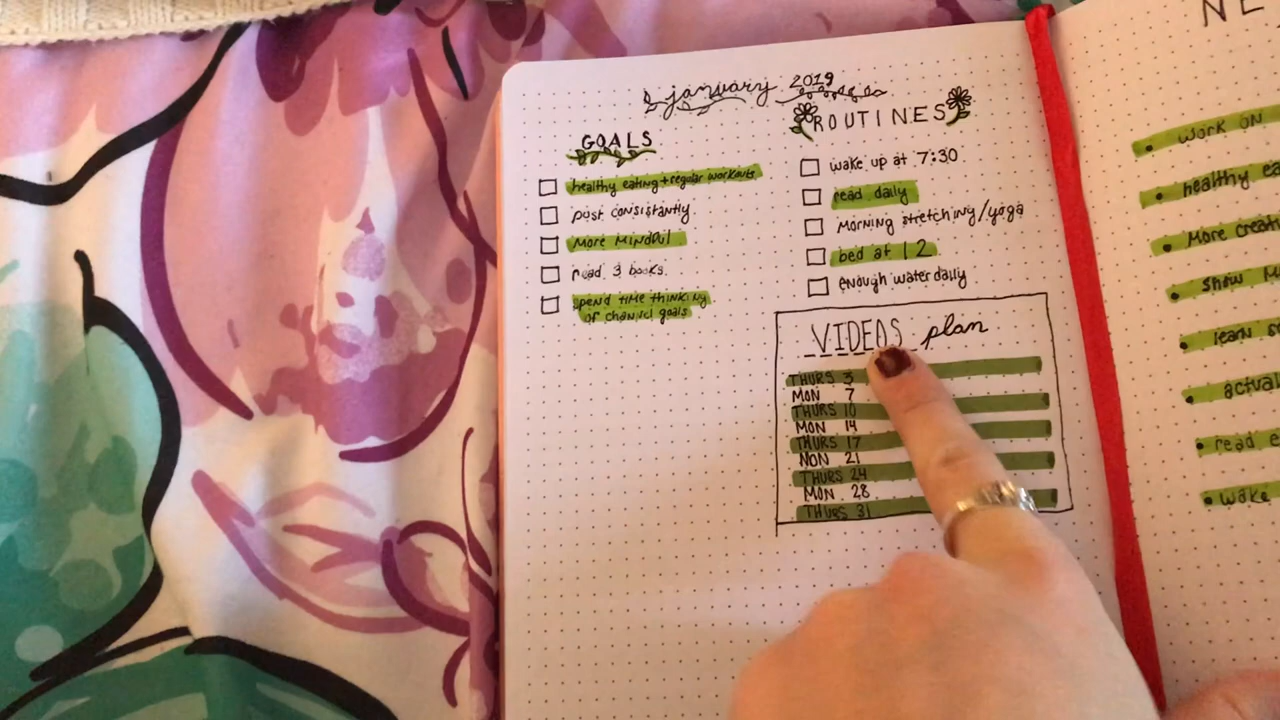 january 2019
GOALS
healthy eating + regular workouts
post consistantly
More Mindful
read 3 books
spend time thinking
of channel goals
ROUTINES
wake up at 7:30
read daily
Morning stretching/yoga
bed at 12
enough water daily
VIDEOS plan
THURS 3
MON 7
THURS 10
MON 14
THURS 17
MON 21
THURS 24
MON 28
THURS 31
NE
work on
healthy ea
More creati
show M
learn s
actual
read e
wake